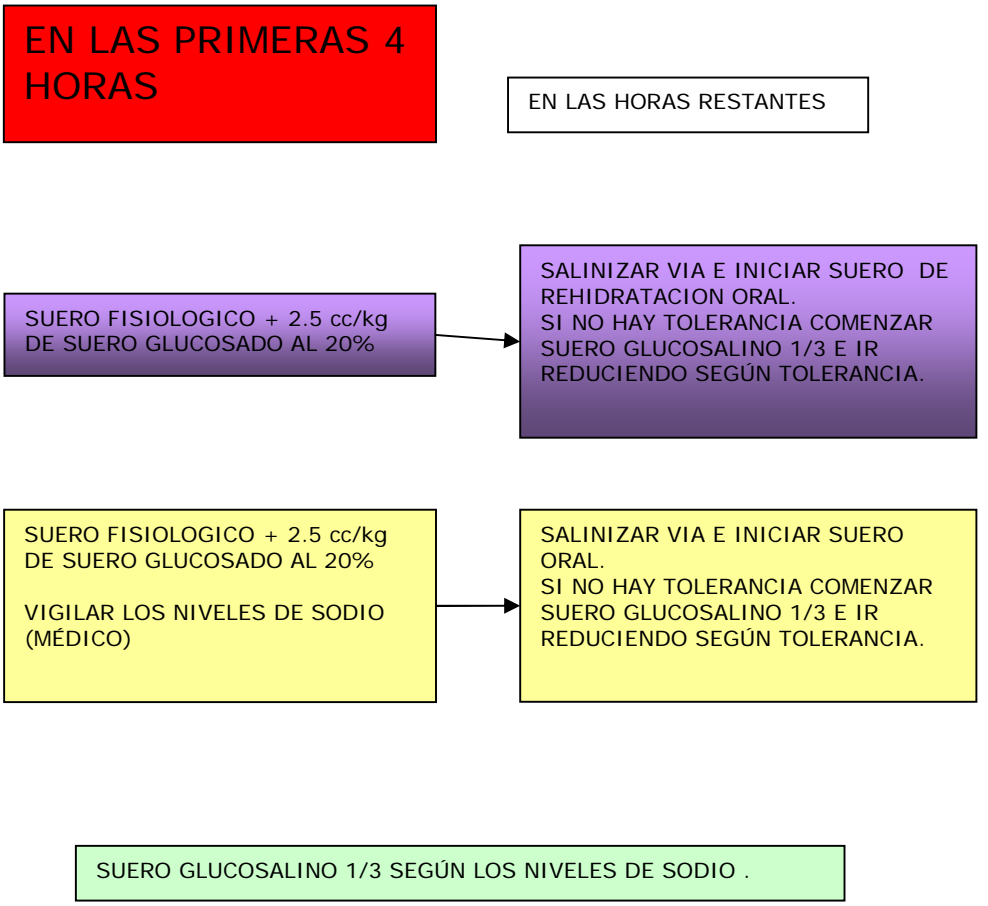 EN LAS PRIMERAS 4
HORAS
EN LAS HORAS RESTANTES
SUERO FISIOLOGICO + 2.5 cc/kg
DE SUERO GLUCOSADO AL 20%
SALINIZAR VIA E INICIAR SUERO DE
REHIDRATACION ORAL.
SI NO HAY TOLERANCIA COMENZAR
SUERO GLUCOSALINO 1/3 E IR
REDUCIENDO SEGÚN TOLERANCIA.
SUERO FISIOLOGICO + 2.5 cc/kg
DE SUERO GLUCOSADO AL 20%
VIGILAR LOS NIVELES DE SODIO
(MÉDICO)
SALINIZAR VIA E INICIAR SUERO
ORAL.
SI NO HAY TOLERANCIA COMENZAR
SUERO GLUCOSALINO 1/3 E IR
REDUCIENDO SEGÚN TOLERANCIA.
SUERO GLUCOSALINO 1/3 SEGÚN LOS NIVELES DE SODIO .